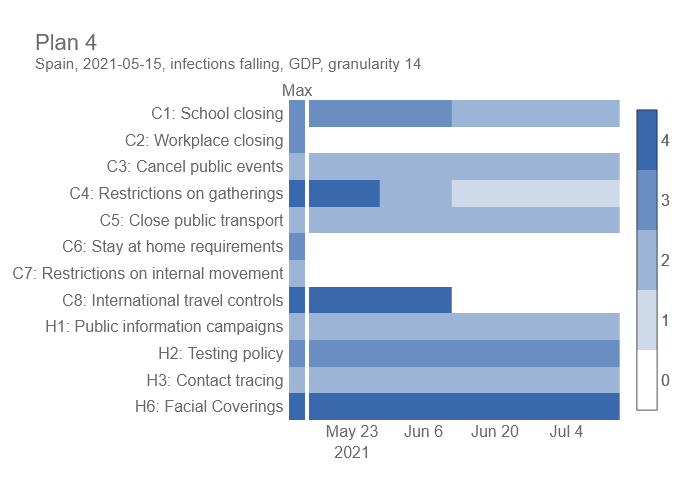 Plan 4
Spain, 2021-05-15, infections falling, GDP, granularity 14
Max
C1: School closing
C2: Workplace closing
C3: Cancel public events
C4: Restrictions on gatherings
C5: Close public transport
C6: Stay at home requirements
C7: Restrictions on internal movement
C8: International travel controls
H1: Public information campaigns
H2: Testing policy
H3: Contact tracing
H6: Facial Coverings
May 23 Jun 6 Jun 20 Jul 4
2021
4
3
2
1
0